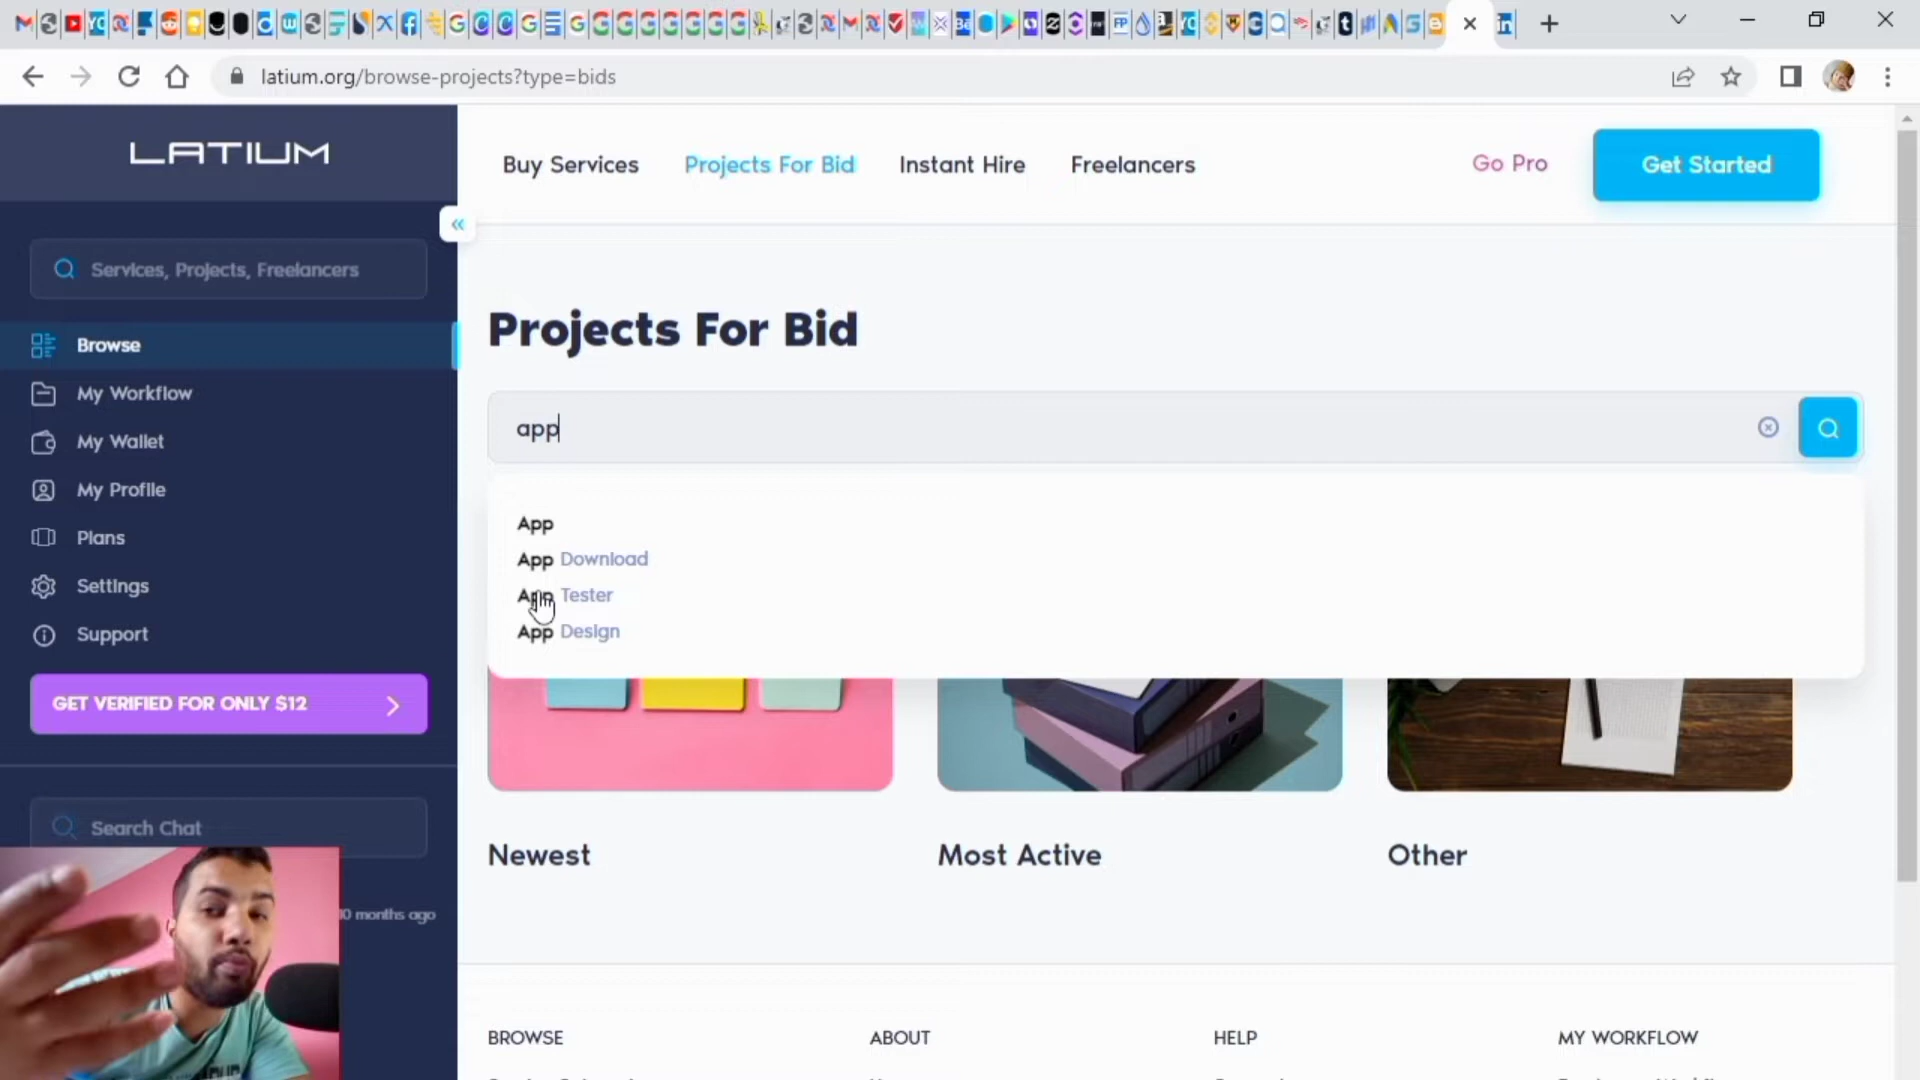 latium.org/browse-projects?type=bids
LATIUM
Buy Services
Projects For Bid
Instant Hire
Freelancers
Go Pro
Get Started
Services, Projects, Freelancers
Browse
My Workflow
My Wallet
My Profile
Plans
Settings
Support
GET VERIFIED FOR ONLY $12
Search Chat
10 months ago
Projects For Bid
app
App
App Download
App Tester
App Design
Newest
Most Active
Other
BROWSE
ABOUT
HELP
MY WORKFLOW